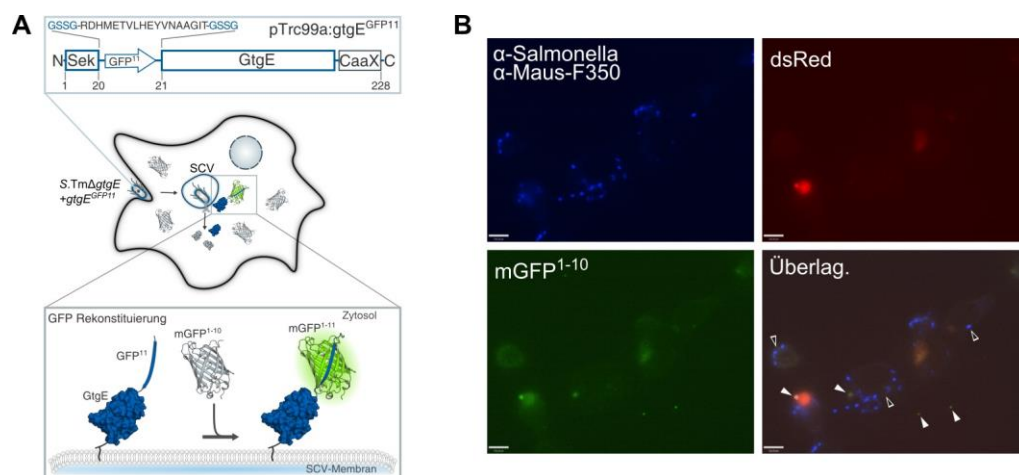 A
GSSG-RDHMETVLHEYVNAAGIT-GSSG
pTrc99a:gtgE^GFP11
N Sek GFP^11 GtgE CaaX C
1 20 21 228
SCV
S.TmΔgtgE
+gtgE^GFP11
GFP Rekonstituierung
Zytosol
mGFP^1-10
mGFP^1-11
GFP^11
GtgE
SCV-Membran
B
α-Salmonella
α-Maus-F350
dsRed
mGFP^1-10
Überlag.